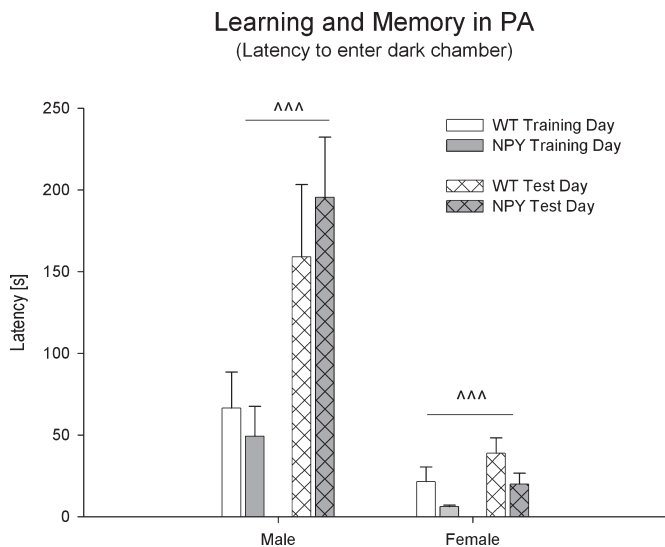 Learning and Memory in PA
(Latency to enter dark chamber)
250
200
150
100
50
0
Latency [s]
^^^
^^^
WT Training Day
NPY Training Day
WT Test Day
NPY Test Day
Male
Female